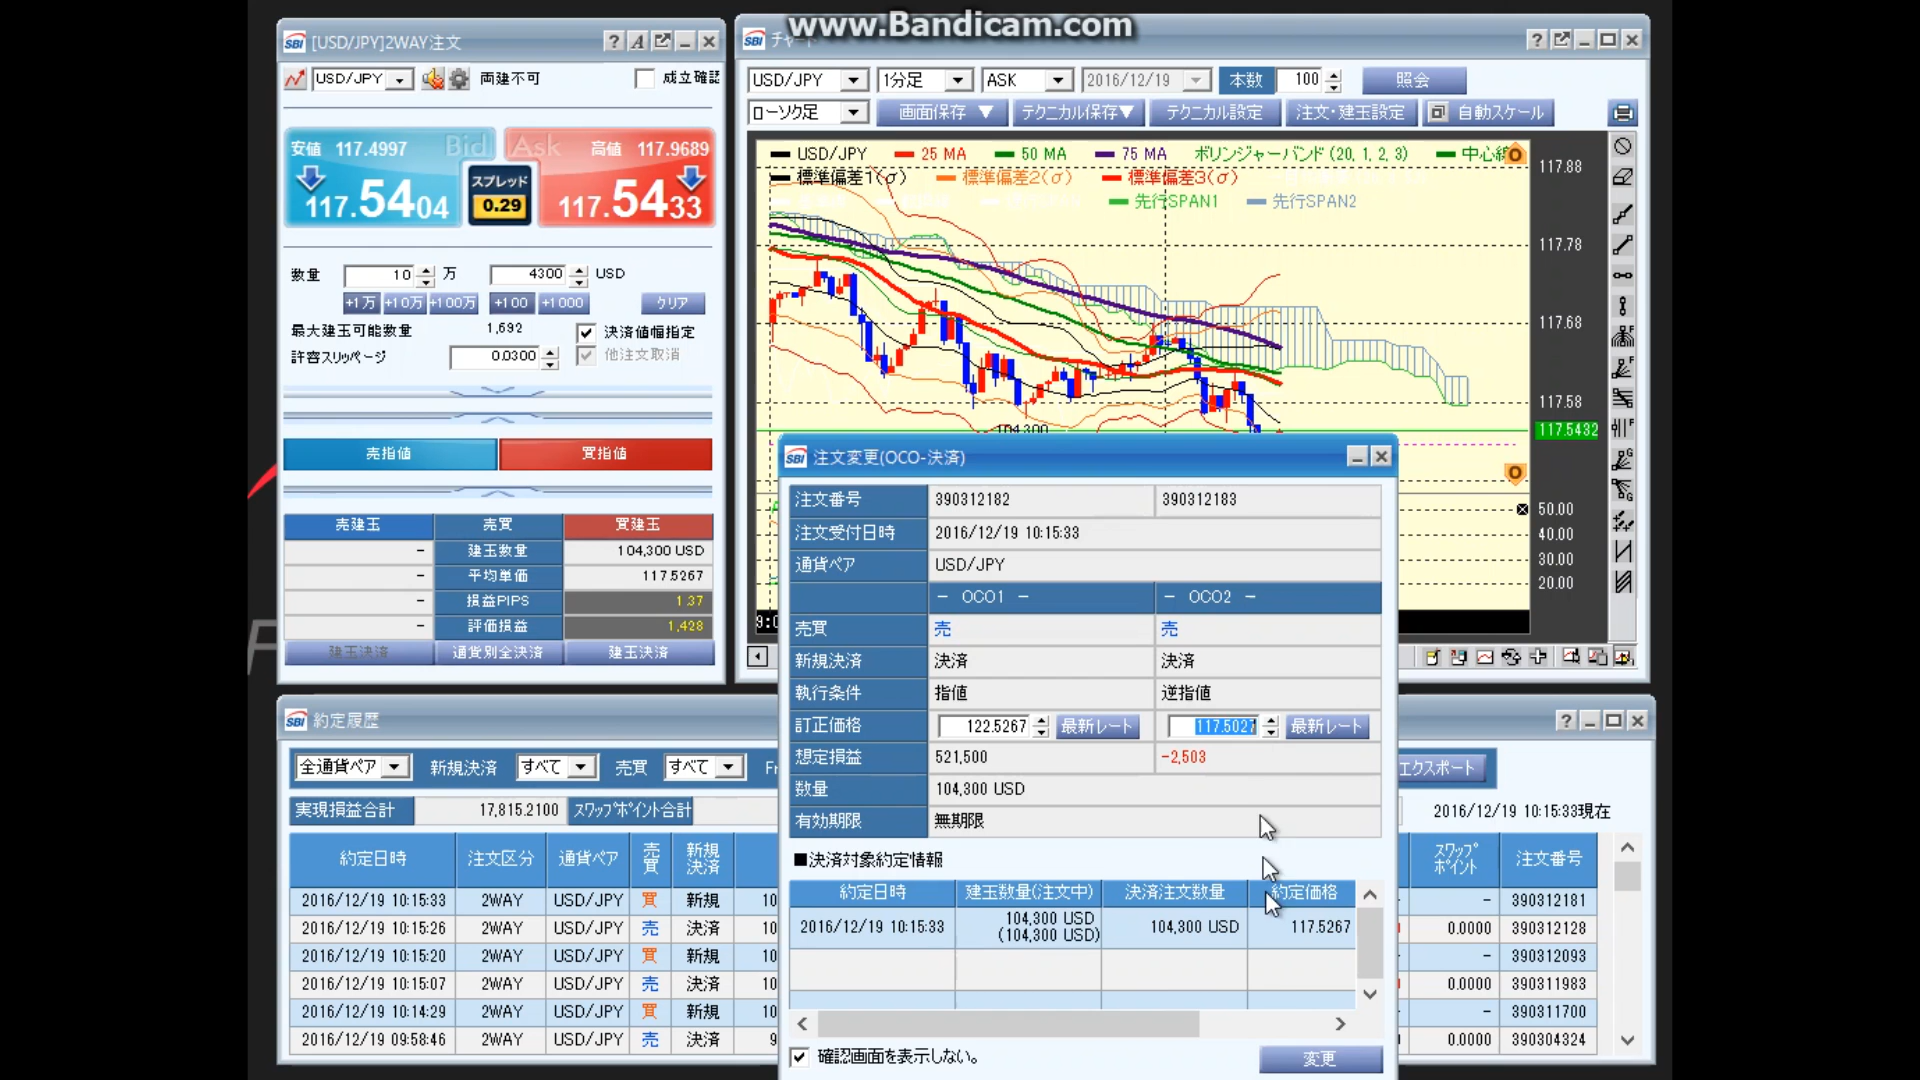 www.Bandicam.com
SBI [USD/JPY]2WAY注文
USD/JPY 両建不可 成立確認
安値 117.4997 Bid
117.5404
スプレッド
0.29
Ask 高値 117.9689
117.5433
数量 10 万 4300 USD
+1万 +10万 +100万 +100 +1000 クリア
最大建玉可能数量 1,692 決済値幅指定
許容スリッページ 0.0300 他注文取消
売指値 買指値
売建玉 売買 買建玉
- 建玉数量 104,300 USD
- 平均単価 117.5267
- 損益PIPS 1.37
- 評価損益 1,428
建玉決済 通貨別全決済 建玉決済
SBI チャート
USD/JPY 1分足 ASK 2016/12/19 本数 100 照会
ローソク足 画面保存 ▼ テクニカル保存▼ テクニカル設定 注文・建玉設定 自動スケール
USD/JPY 25 MA 50 MA 75 MA ボリンジャーバンド(20, 1, 2, 3) 中心線
標準偏差1(σ) 標準偏差2(σ) 標準偏差3(σ)
先行SPAN1 先行SPAN2
117.88
117.78
117.68
117.58
117.5432
104,300
50.00
40.00
30.00
20.00
SBI 注文変更(OCO-決済)
注文番号 390312182 390312183
注文受付日時 2016/12/19 10:15:33
通貨ペア USD/JPY
- OCO1 - - OCO2 -
売買 売 売
新規決済 決済 決済
執行条件 指値 逆指値
訂正価格 122.5267 最新レート 117.5027 最新レート
想定損益 521,500 -2,503
数量 104,300 USD
有効期限 無期限
■決済対象約定情報
約定日時 建玉数量(注文中) 決済注文数量 約定価格
2016/12/19 10:15:33 104,300 USD (104,300 USD) 104,300 USD 117.5267
確認画面を表示しない。 変更
SBI 約定履歴
全通貨ペア 新規決済 すべて 売買 すべて Fr エクスポート
実現損益合計 17,815.2100 スワップポイント合計 2016/12/19 10:15:33現在
約定日時 注文区分 通貨ペア 売買 新規決済 スワップポイント 注文番号
2016/12/19 10:15:33 2WAY USD/JPY 買 新規 10 - 390312181
2016/12/19 10:15:26 2WAY USD/JPY 売 決済 10 0.0000 390312128
2016/12/19 10:15:20 2WAY USD/JPY 買 新規 10 - 390312093
2016/12/19 10:15:07 2WAY USD/JPY 売 決済 10 0.0000 390311983
2016/12/19 10:14:29 2WAY USD/JPY 買 新規 10 - 390311700
2016/12/19 09:58:46 2WAY USD/JPY 売 決済 9 0.0000 390304324